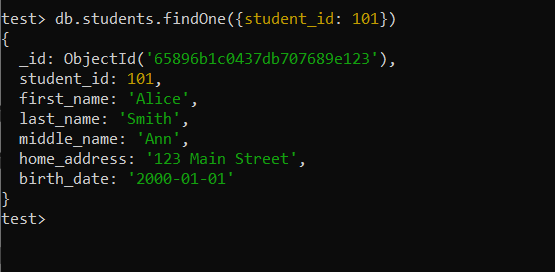 test> db.students.findOne({student_id: 101})
{
  _id: ObjectId('65896b1c0437db707689e123'),
  student_id: 101,
  first_name: 'Alice',
  last_name: 'Smith',
  middle_name: 'Ann',
  home_address: '123 Main Street',
  birth_date: '2000-01-01'
}
test>